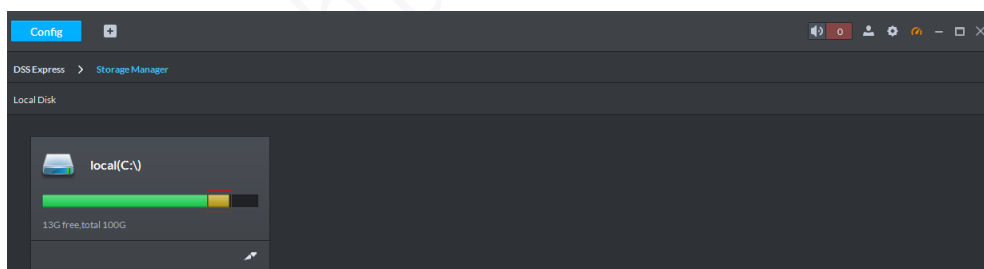 Config
0
DSS Express > Storage Manager
Local Disk
local(C:\)
13G free,total 100G